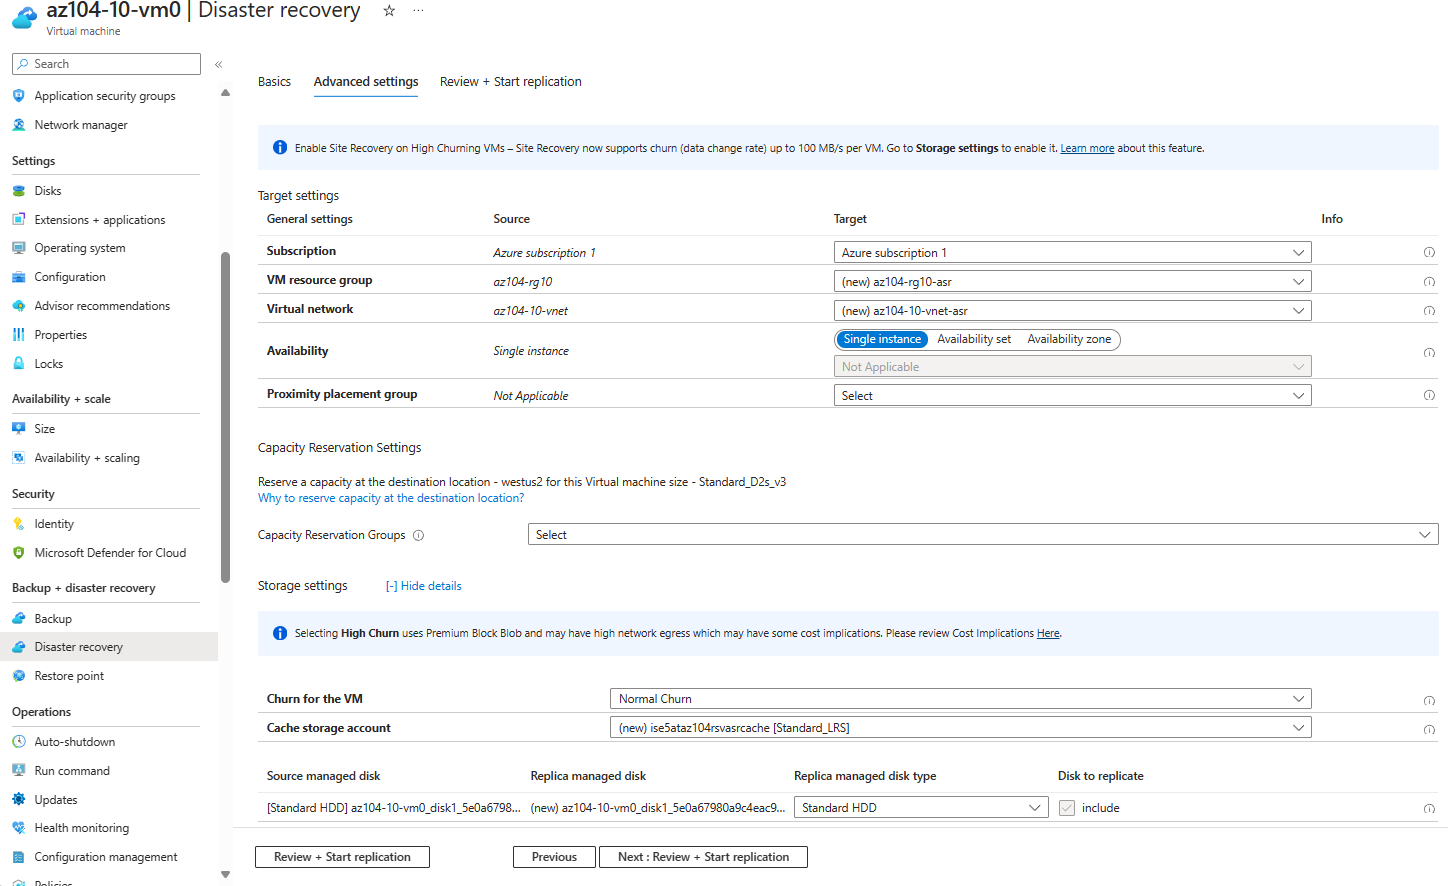 az104-10-vm0 | Disaster recovery
Virtual machine
Search
Application security groups
Network manager
Settings
Disks
Extensions + applications
Operating system
Configuration
Advisor recommendations
Properties
Locks
Availability + scale
Size
Availability + scaling
Security
Identity
Microsoft Defender for Cloud
Backup + disaster recovery
Backup
Disaster recovery
Restore point
Operations
Auto-shutdown
Run command
Updates
Health monitoring
Configuration management
Policies
Basics Advanced settings Review + Start replication
Enable Site Recovery on High Churning VMs – Site Recovery now supports churn (data change rate) up to 100 MB/s per VM. Go to Storage settings to enable it. Learn more about this feature.
Target settings
General settings Source Target Info
Subscription Azure subscription 1 Azure subscription 1
VM resource group az104-rg10 (new) az104-rg10-asr
Virtual network az104-10-vnet (new) az104-10-vnet-asr
Single instance Availability set Availability zone
Availability Single instance
Not Applicable
Proximity placement group Not Applicable Select
Capacity Reservation Settings
Reserve a capacity at the destination location - westus2 for this Virtual machine size - Standard_D2s_v3
Why to reserve capacity at the destination location?
Capacity Reservation Groups Select
Storage settings [-] Hide details
Selecting High Churn uses Premium Block Blob and may have high network egress which may have some cost implications. Please review Cost Implications Here.
Churn for the VM Normal Churn
Cache storage account (new) ise5ataz104rsvasrcache [Standard_LRS]
Source managed disk Replica managed disk Replica managed disk type Disk to replicate
[Standard HDD] az104-10-vm0_disk1_5e0a6798... (new) az104-10-vm0_disk1_5e0a67980a9c4eac9... Standard HDD include
Review + Start replication Previous Next : Review + Start replication